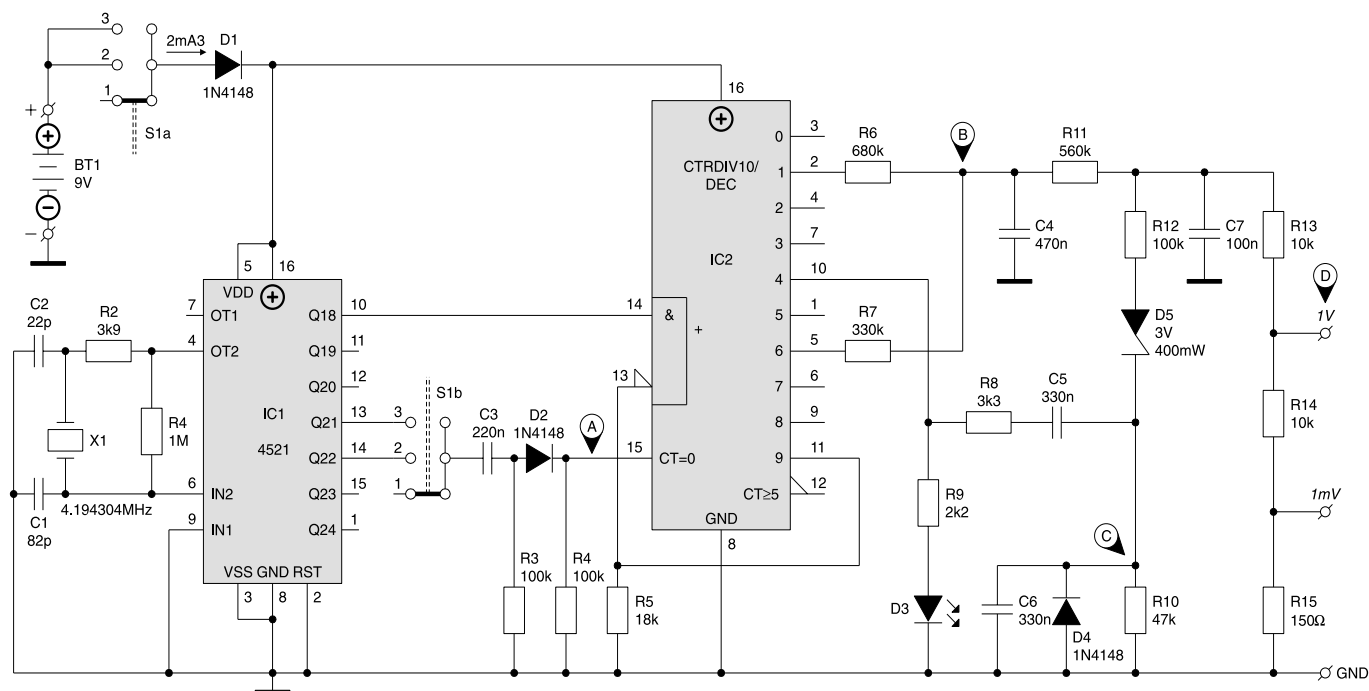 3
2
1
S1a
2mA3
D1
1N4148
+
BT1
9V
−
16
CTRDIV10/
DEC
IC2
0
3
1
2
2
4
3
7
4
10
5
1
6
5
7
6
8
9
9
11
CT≥5
12
14
&
+
13
15
CT=0
GND
8
R6
680k
B
R11
560k
C4
470n
R12
100k
C7
100n
R13
10k
D
1V
R7
330k
D5
3V
400mW
R8
3k3
C5
330n
R14
10k
1mV
R9
2k2
C
D3
C6
330n
D4
1N4148
R10
47k
R15
150Ω
GND
C2
22p
R2
3k9
X1
R4
1M
C1
82p
4.194304MHz
5
16
VDD
7
OT1
4
OT2
IC1
4521
6
IN2
9
IN1
Q18
10
Q19
11
Q20
12
Q21
13
Q22
14
Q23
15
Q24
1
VSS GND RST
3
8
2
3
2
1
S1b
C3
220n
D2
1N4148
A
R3
100k
R4
100k
R5
18k